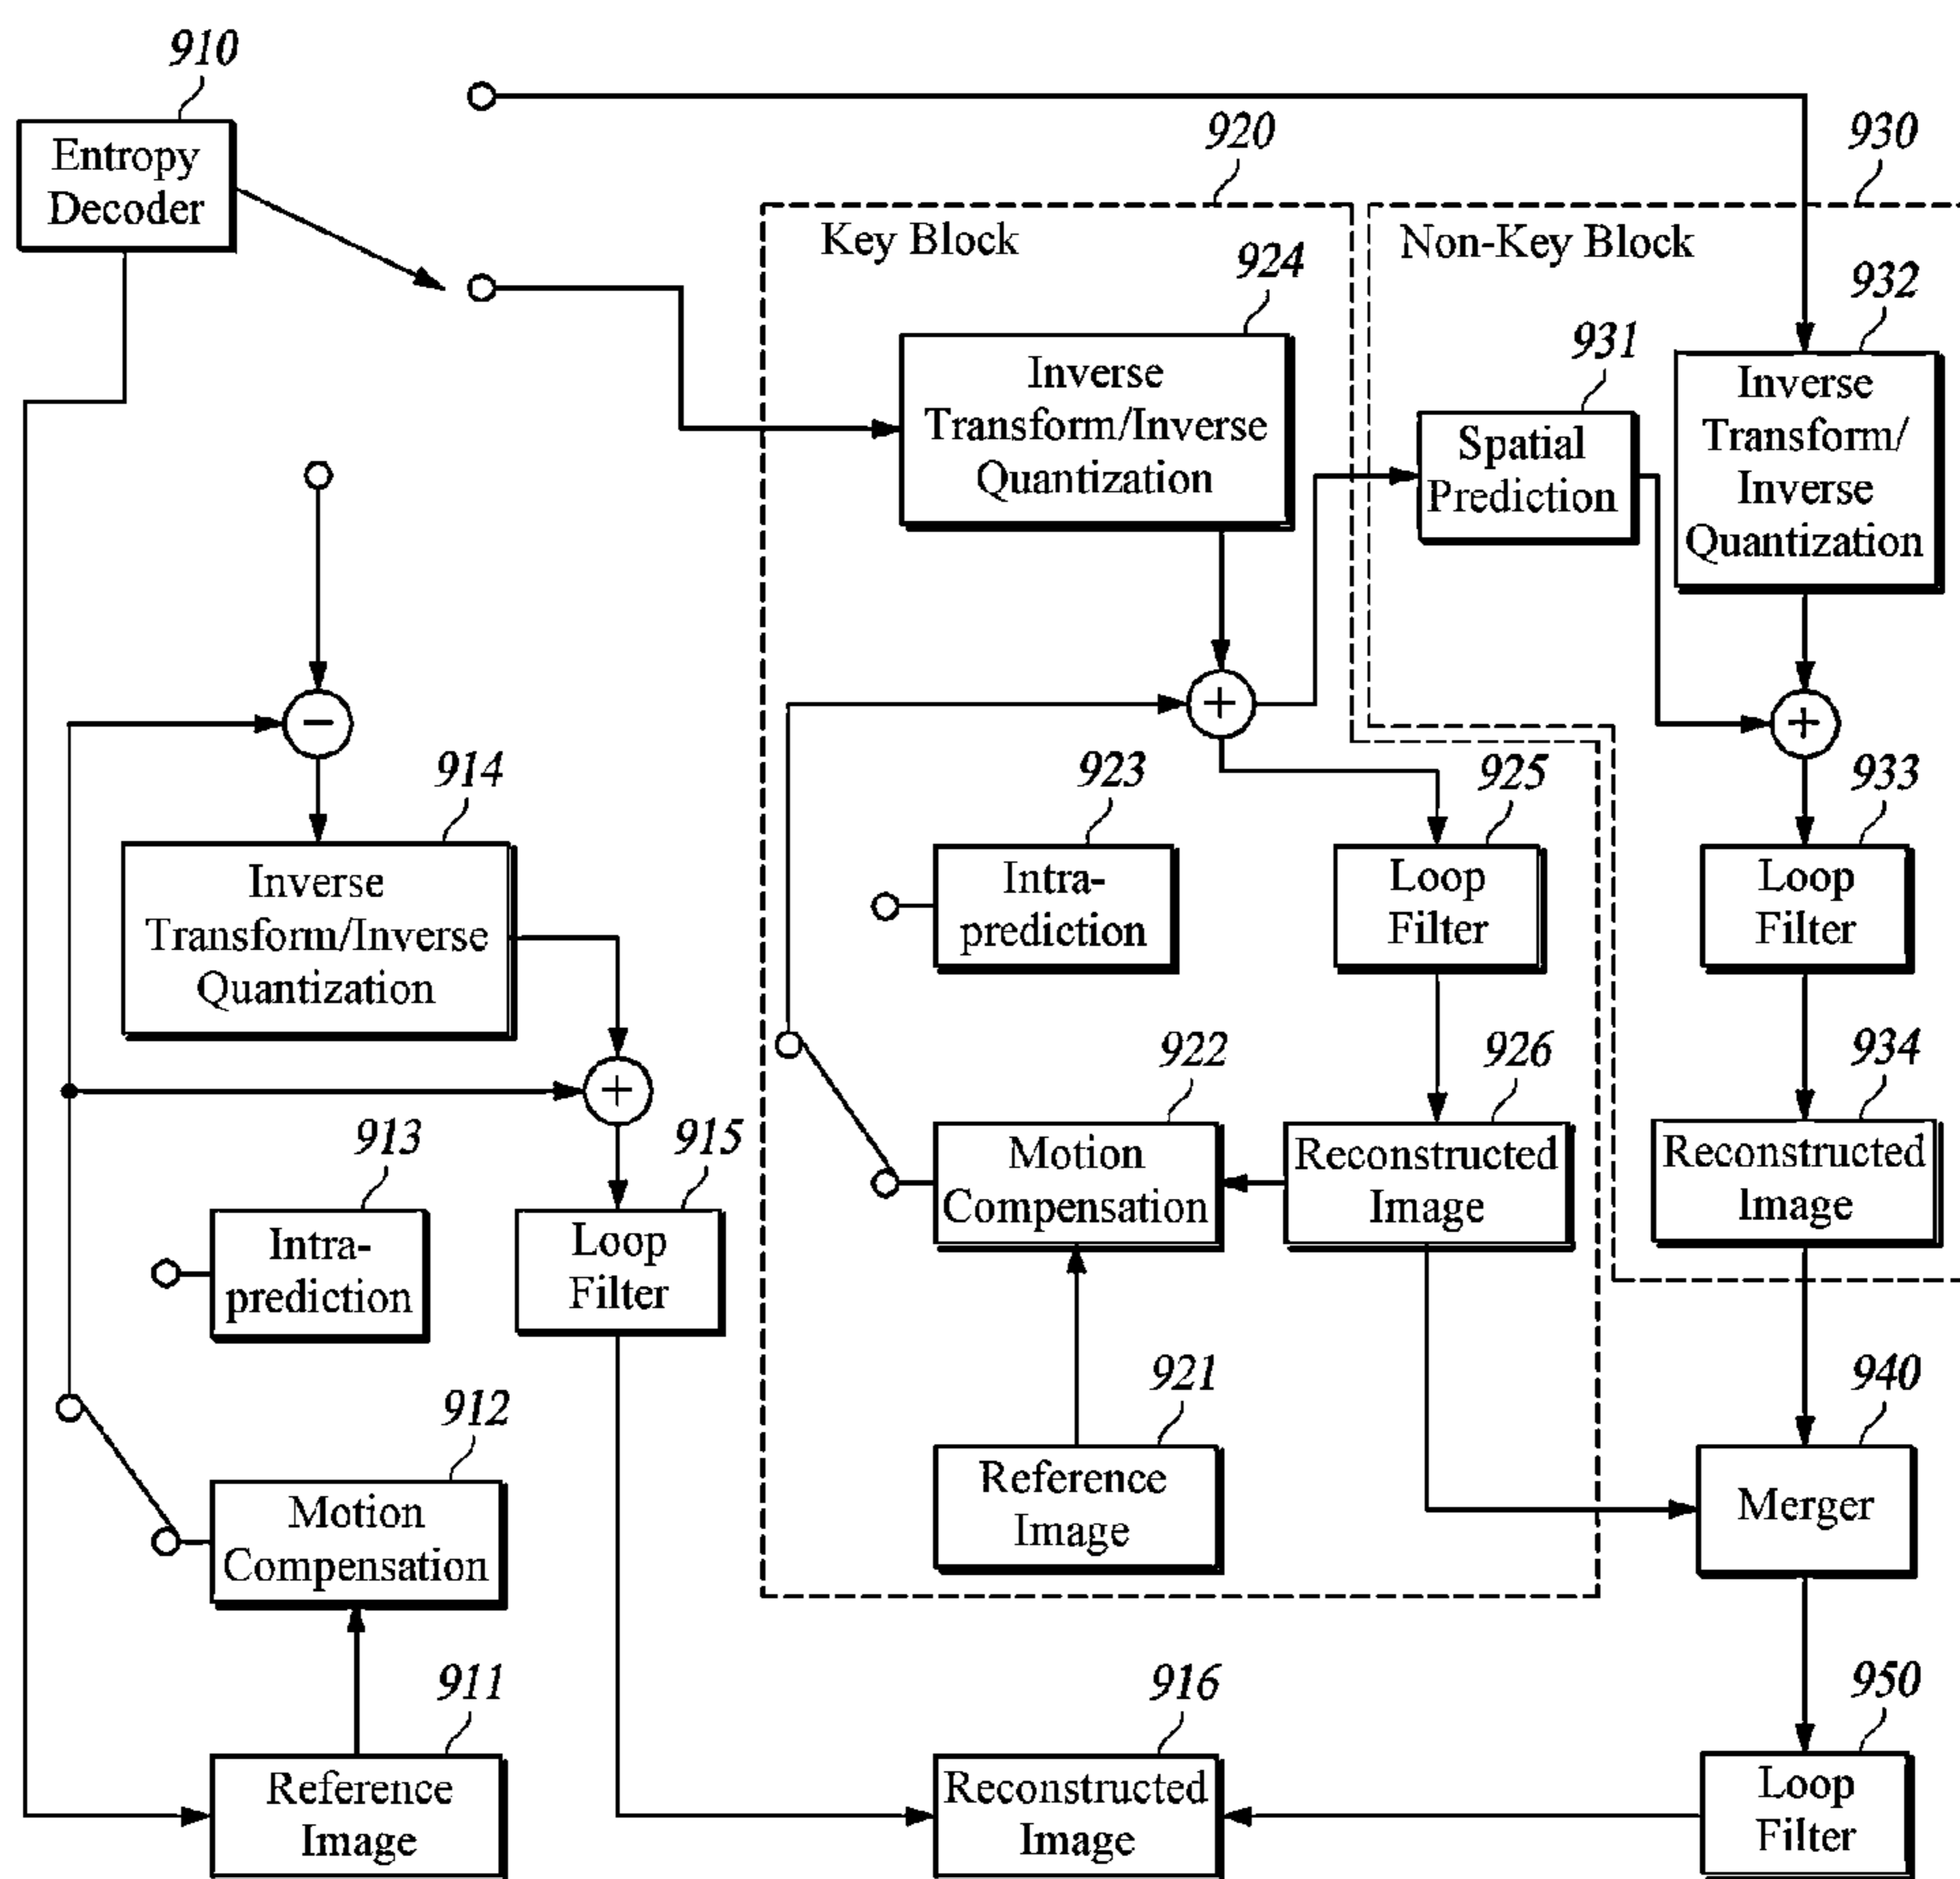 910
Entropy
Decoder
920
930
Key Block
Non-Key Block
924
Inverse
Transform/Inverse
Quantization
931
Spatial
Prediction
932
Inverse
Transform/
Inverse
Quantization
−
+
+
914
Inverse
Transform/Inverse
Quantization
923
Intra-
prediction
925
Loop
Filter
933
Loop
Filter
+
922
Motion
Compensation
926
Reconstructed
Image
934
Reconstructed
Image
913
Intra-
prediction
915
Loop
Filter
921
Reference
Image
940
Merger
912
Motion
Compensation
911
Reference
Image
916
Reconstructed
Image
950
Loop
Filter